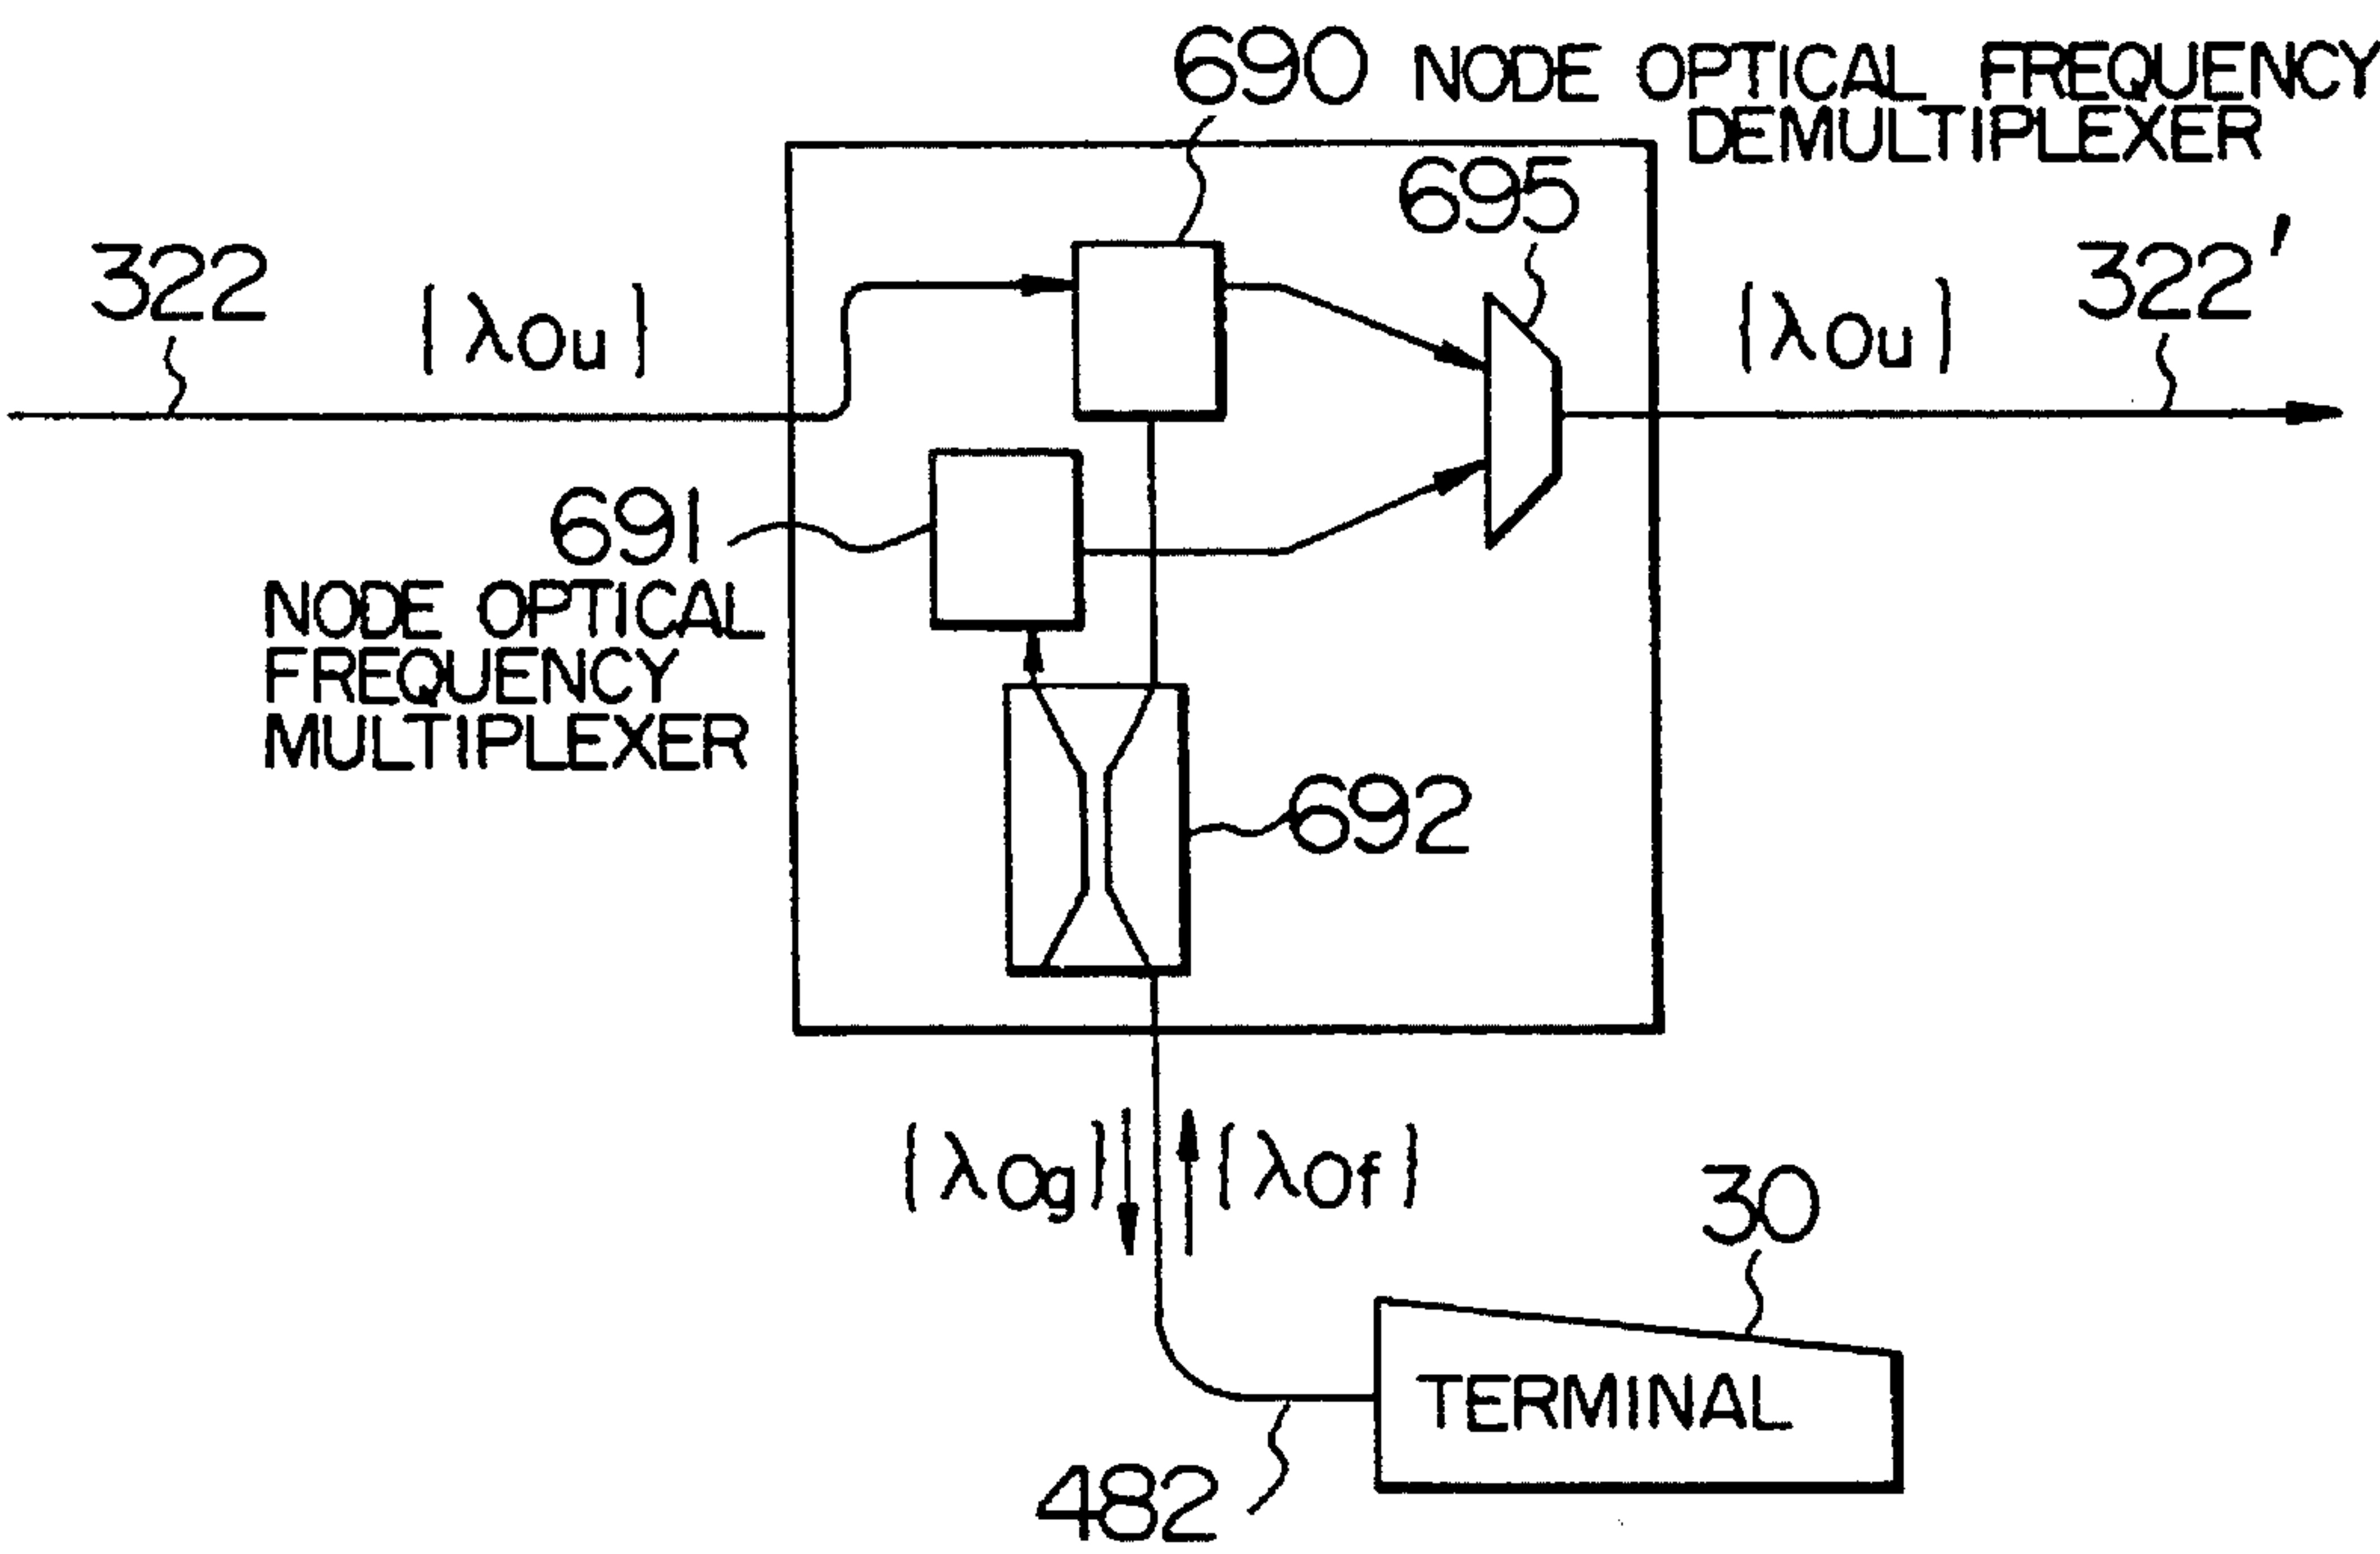 690 NODE OPTICAL FREQUENCY
DEMULTIPLEXER
695
322
{λOu}
{λOu}
322'
691
NODE OPTICAL
FREQUENCY
MULTIPLEXER
692
{λOg}
{λOf}
30
TERMINAL
482